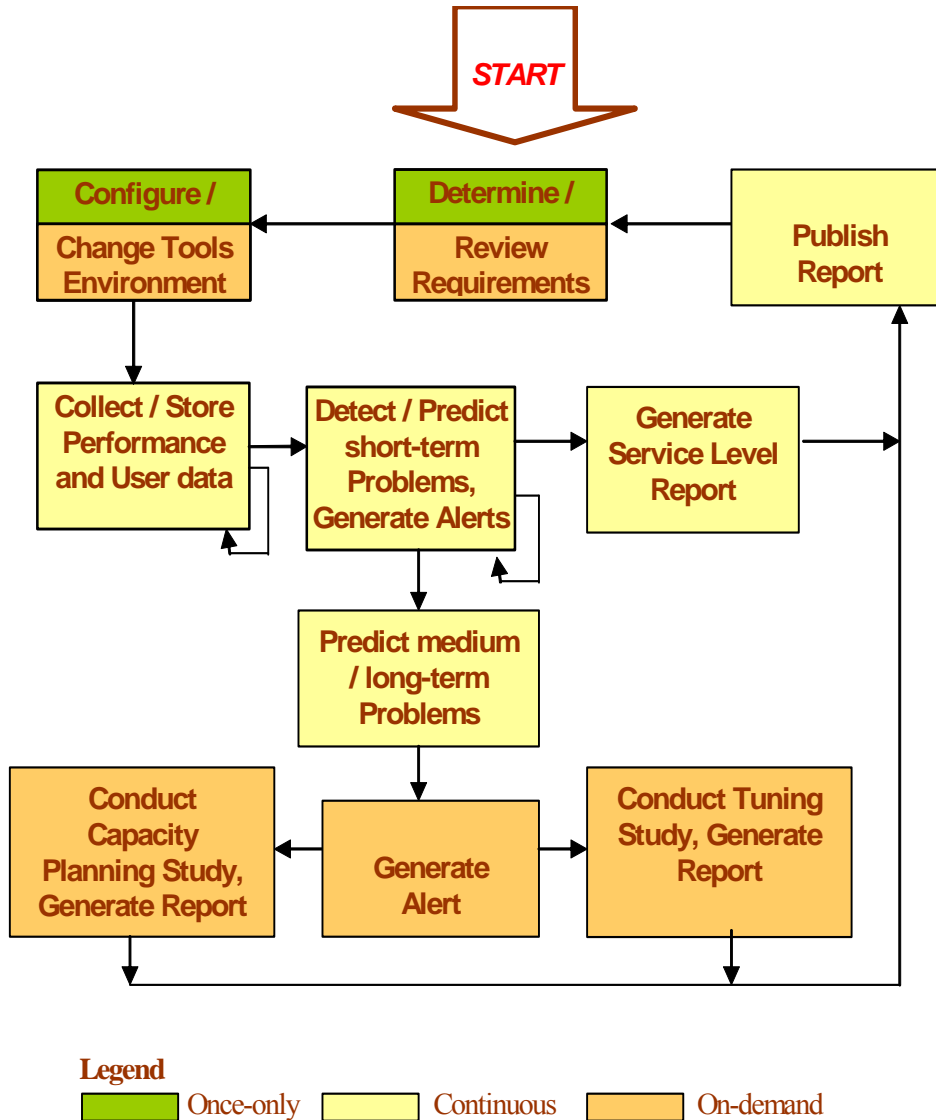 START
Configure /
Change Tools
Environment
Determine /
Review
Requirements
Publish
Report
Collect / Store
Performance
and User data
Detect / Predict
short-term
Problems,
Generate Alerts
Generate
Service Level
Report
Predict medium
/ long-term
Problems
Conduct
Capacity
Planning Study,
Generate Report
Generate
Alert
Conduct Tuning
Study, Generate
Report
Legend
Once-only
Continuous
On-demand